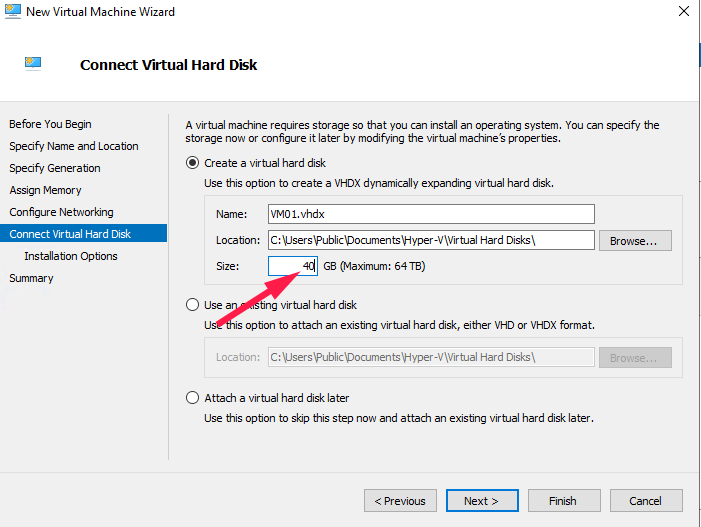 New Virtual Machine Wizard
Connect Virtual Hard Disk
Before You Begin
Specify Name and Location
Specify Generation
Assign Memory
Configure Networking
Connect Virtual Hard Disk
Installation Options
Summary
A virtual machine requires storage so that you can install an operating system. You can specify the
storage now or configure it later by modifying the virtual machine's properties.
Create a virtual hard disk
Use this option to create a VHDX dynamically expanding virtual hard disk.
Name: VM01.vhdx
Location: C:\Users\Public\Documents\Hyper-V\Virtual Hard Disks\ Browse...
Size: 40 GB (Maximum: 64 TB)
Use an existing virtual hard disk
Use this option to attach an existing virtual hard disk, either VHD or VHDX format.
Location: C:\Users\Public\Documents\Hyper-V\Virtual Hard Disks\ Browse...
Attach a virtual hard disk later
Use this option to skip this step now and attach an existing virtual hard disk later.
< Previous Next > Finish Cancel